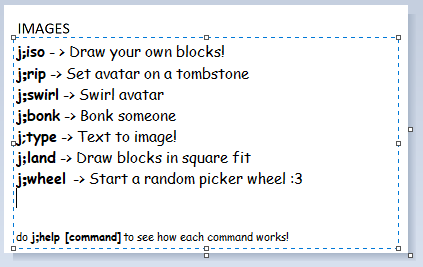 IMAGES
j;iso -> Draw your own blocks!
j;rip -> Set avatar on a tombstone
j;swirl -> Swirl avatar
j;bonk -> Bonk someone
j;type -> Text to image!
j;land -> Draw blocks in square fit
j;wheel -> Start a random picker wheel :3
do j;help [command] to see how each command works!